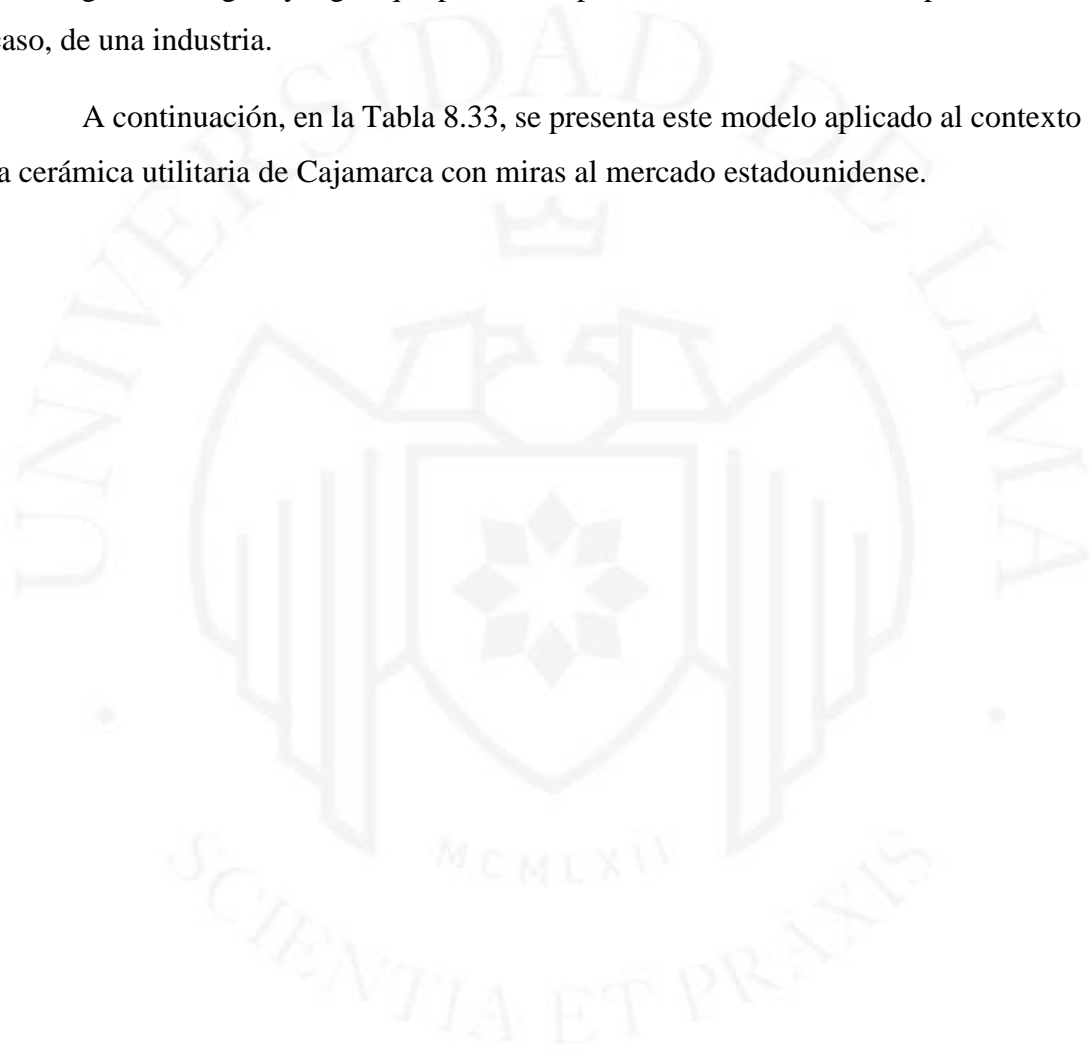 caso, de una industria.
A continuación, en la Tabla 8.33, se presenta este modelo aplicado al contexto
a cerámica utilitaria de Cajamarca con miras al mercado estadounidense.
UNIVERSIDAD DE LIMA
MCMLXII
SCIENTIA ET PRAXIS